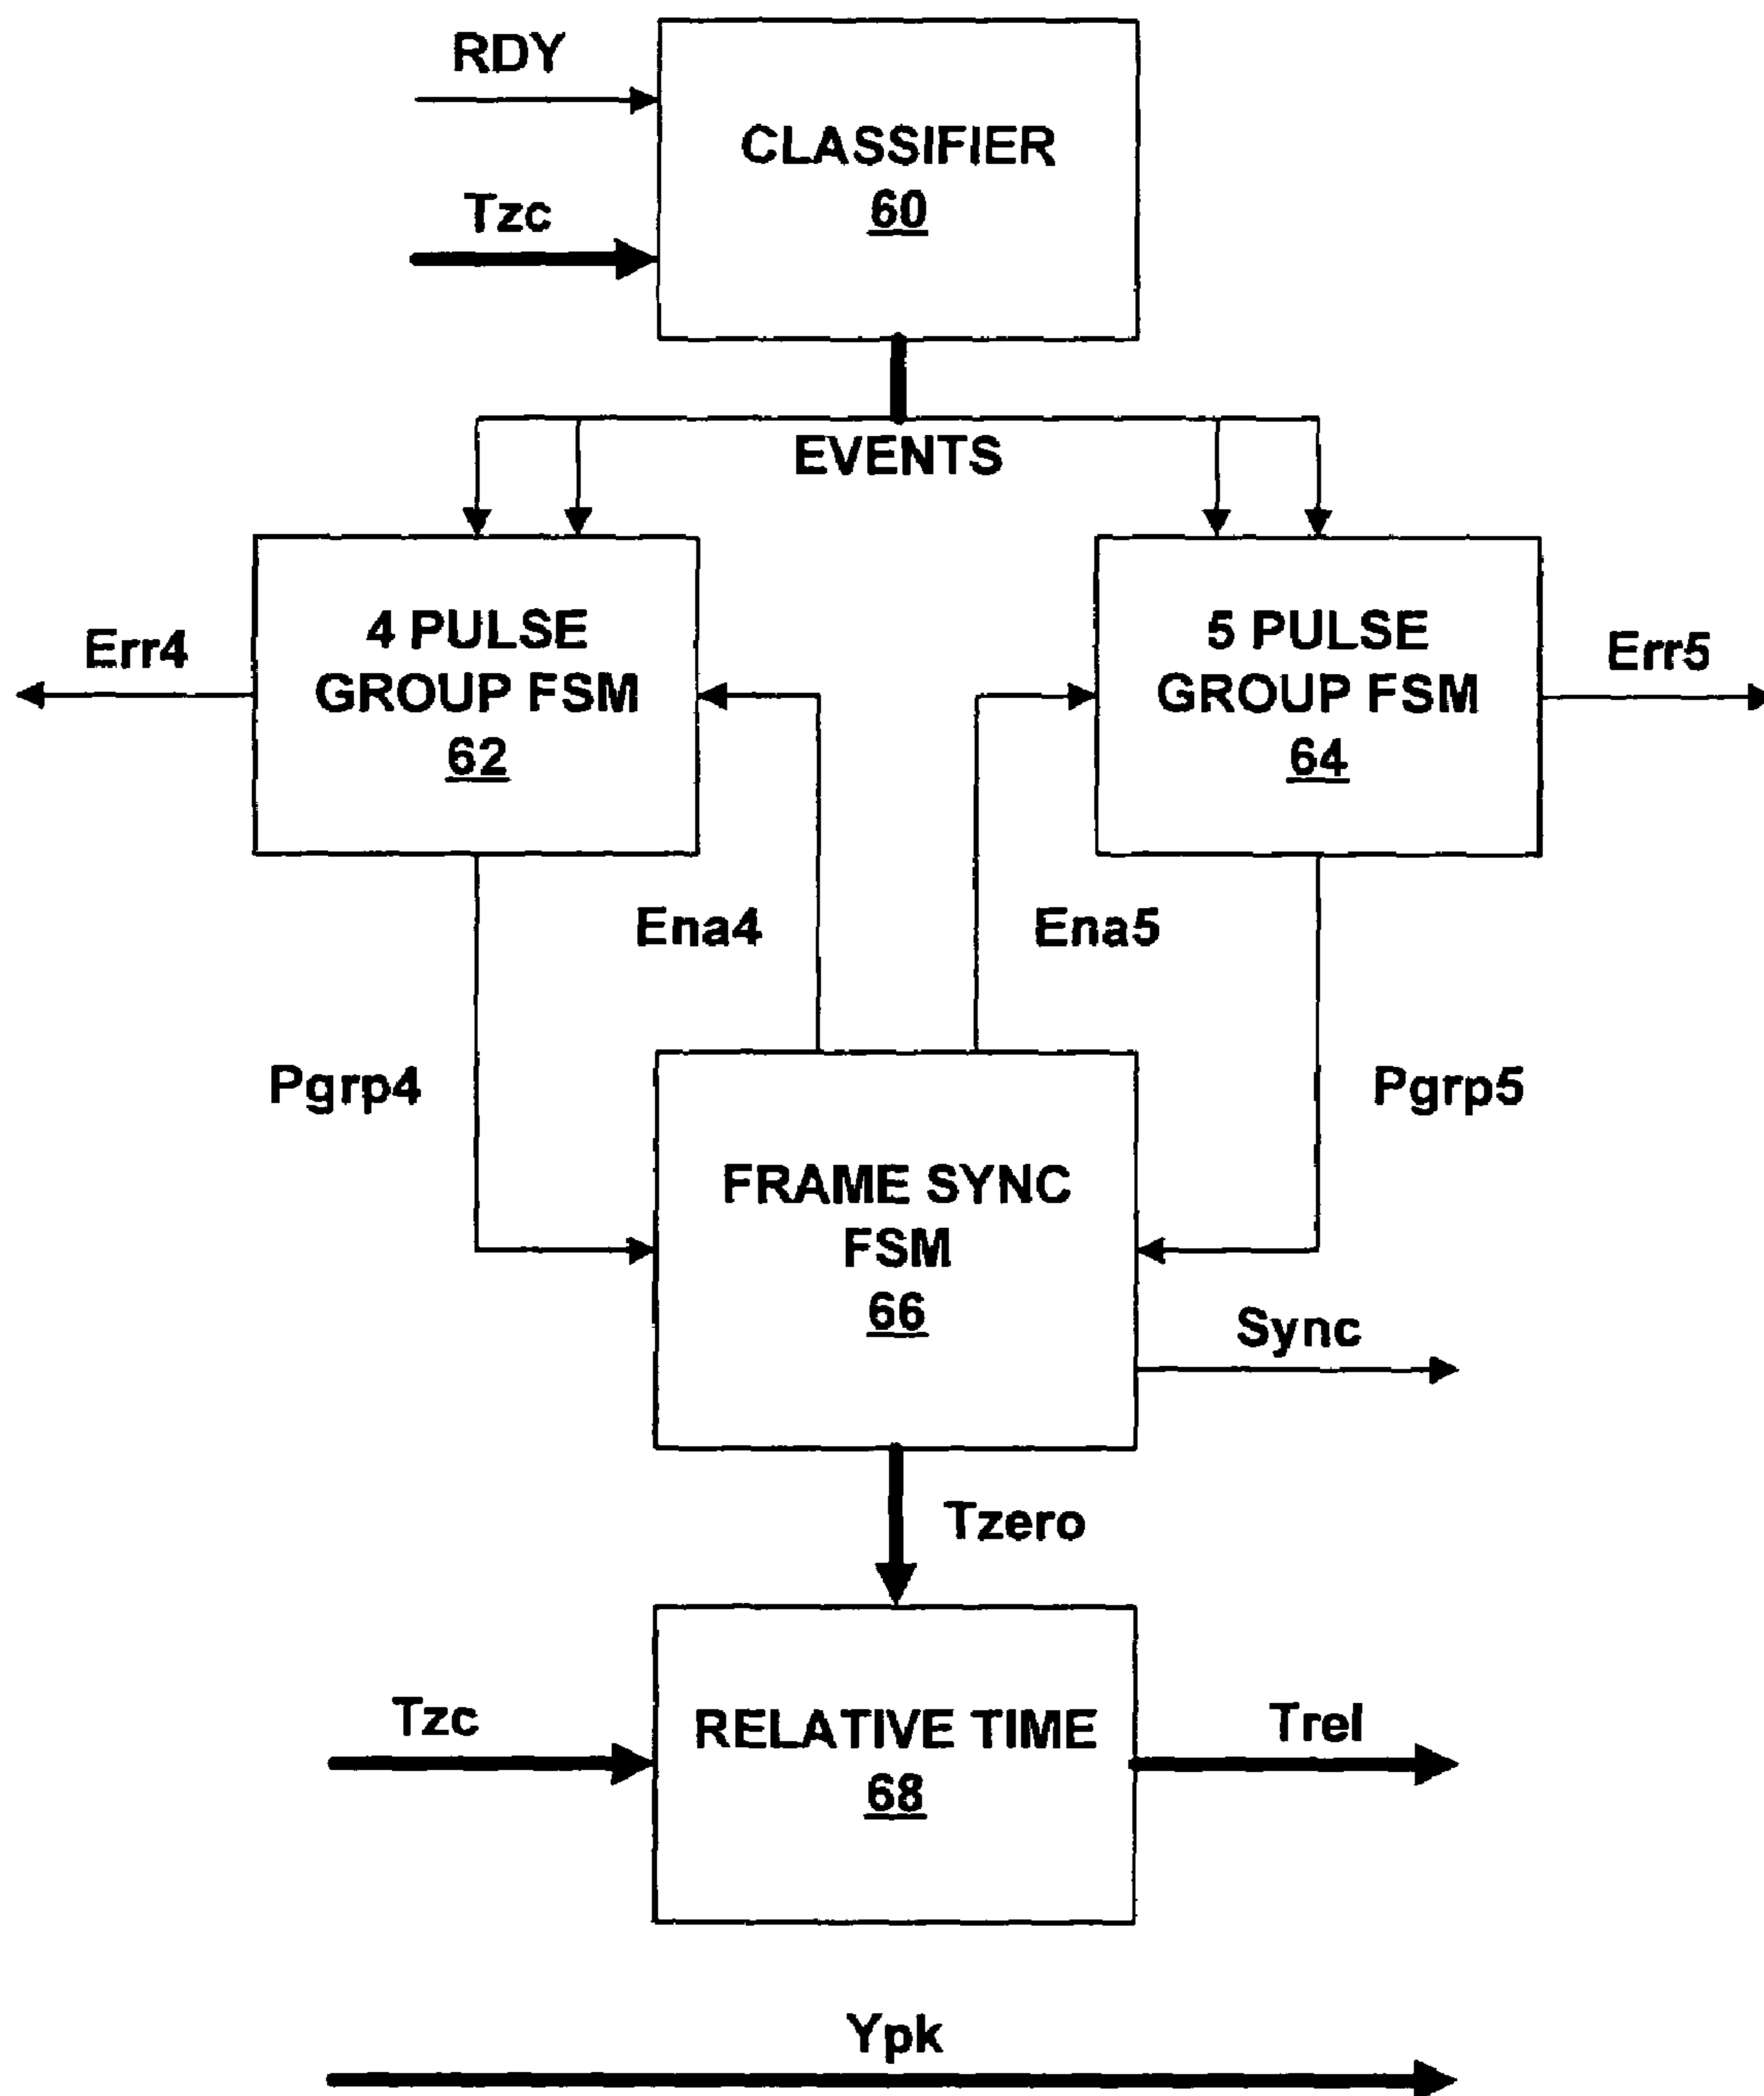 RDY
CLASSIFIER
60
Tzc
EVENTS
4 PULSE
GROUP FSM
62
5 PULSE
GROUP FSM
64
Err4
Err5
Ena4
Ena5
Pgrp4
Pgrp5
FRAME SYNC
FSM
66
Sync
Tzero
Tzc
RELATIVE TIME
68
Trel
Ypk